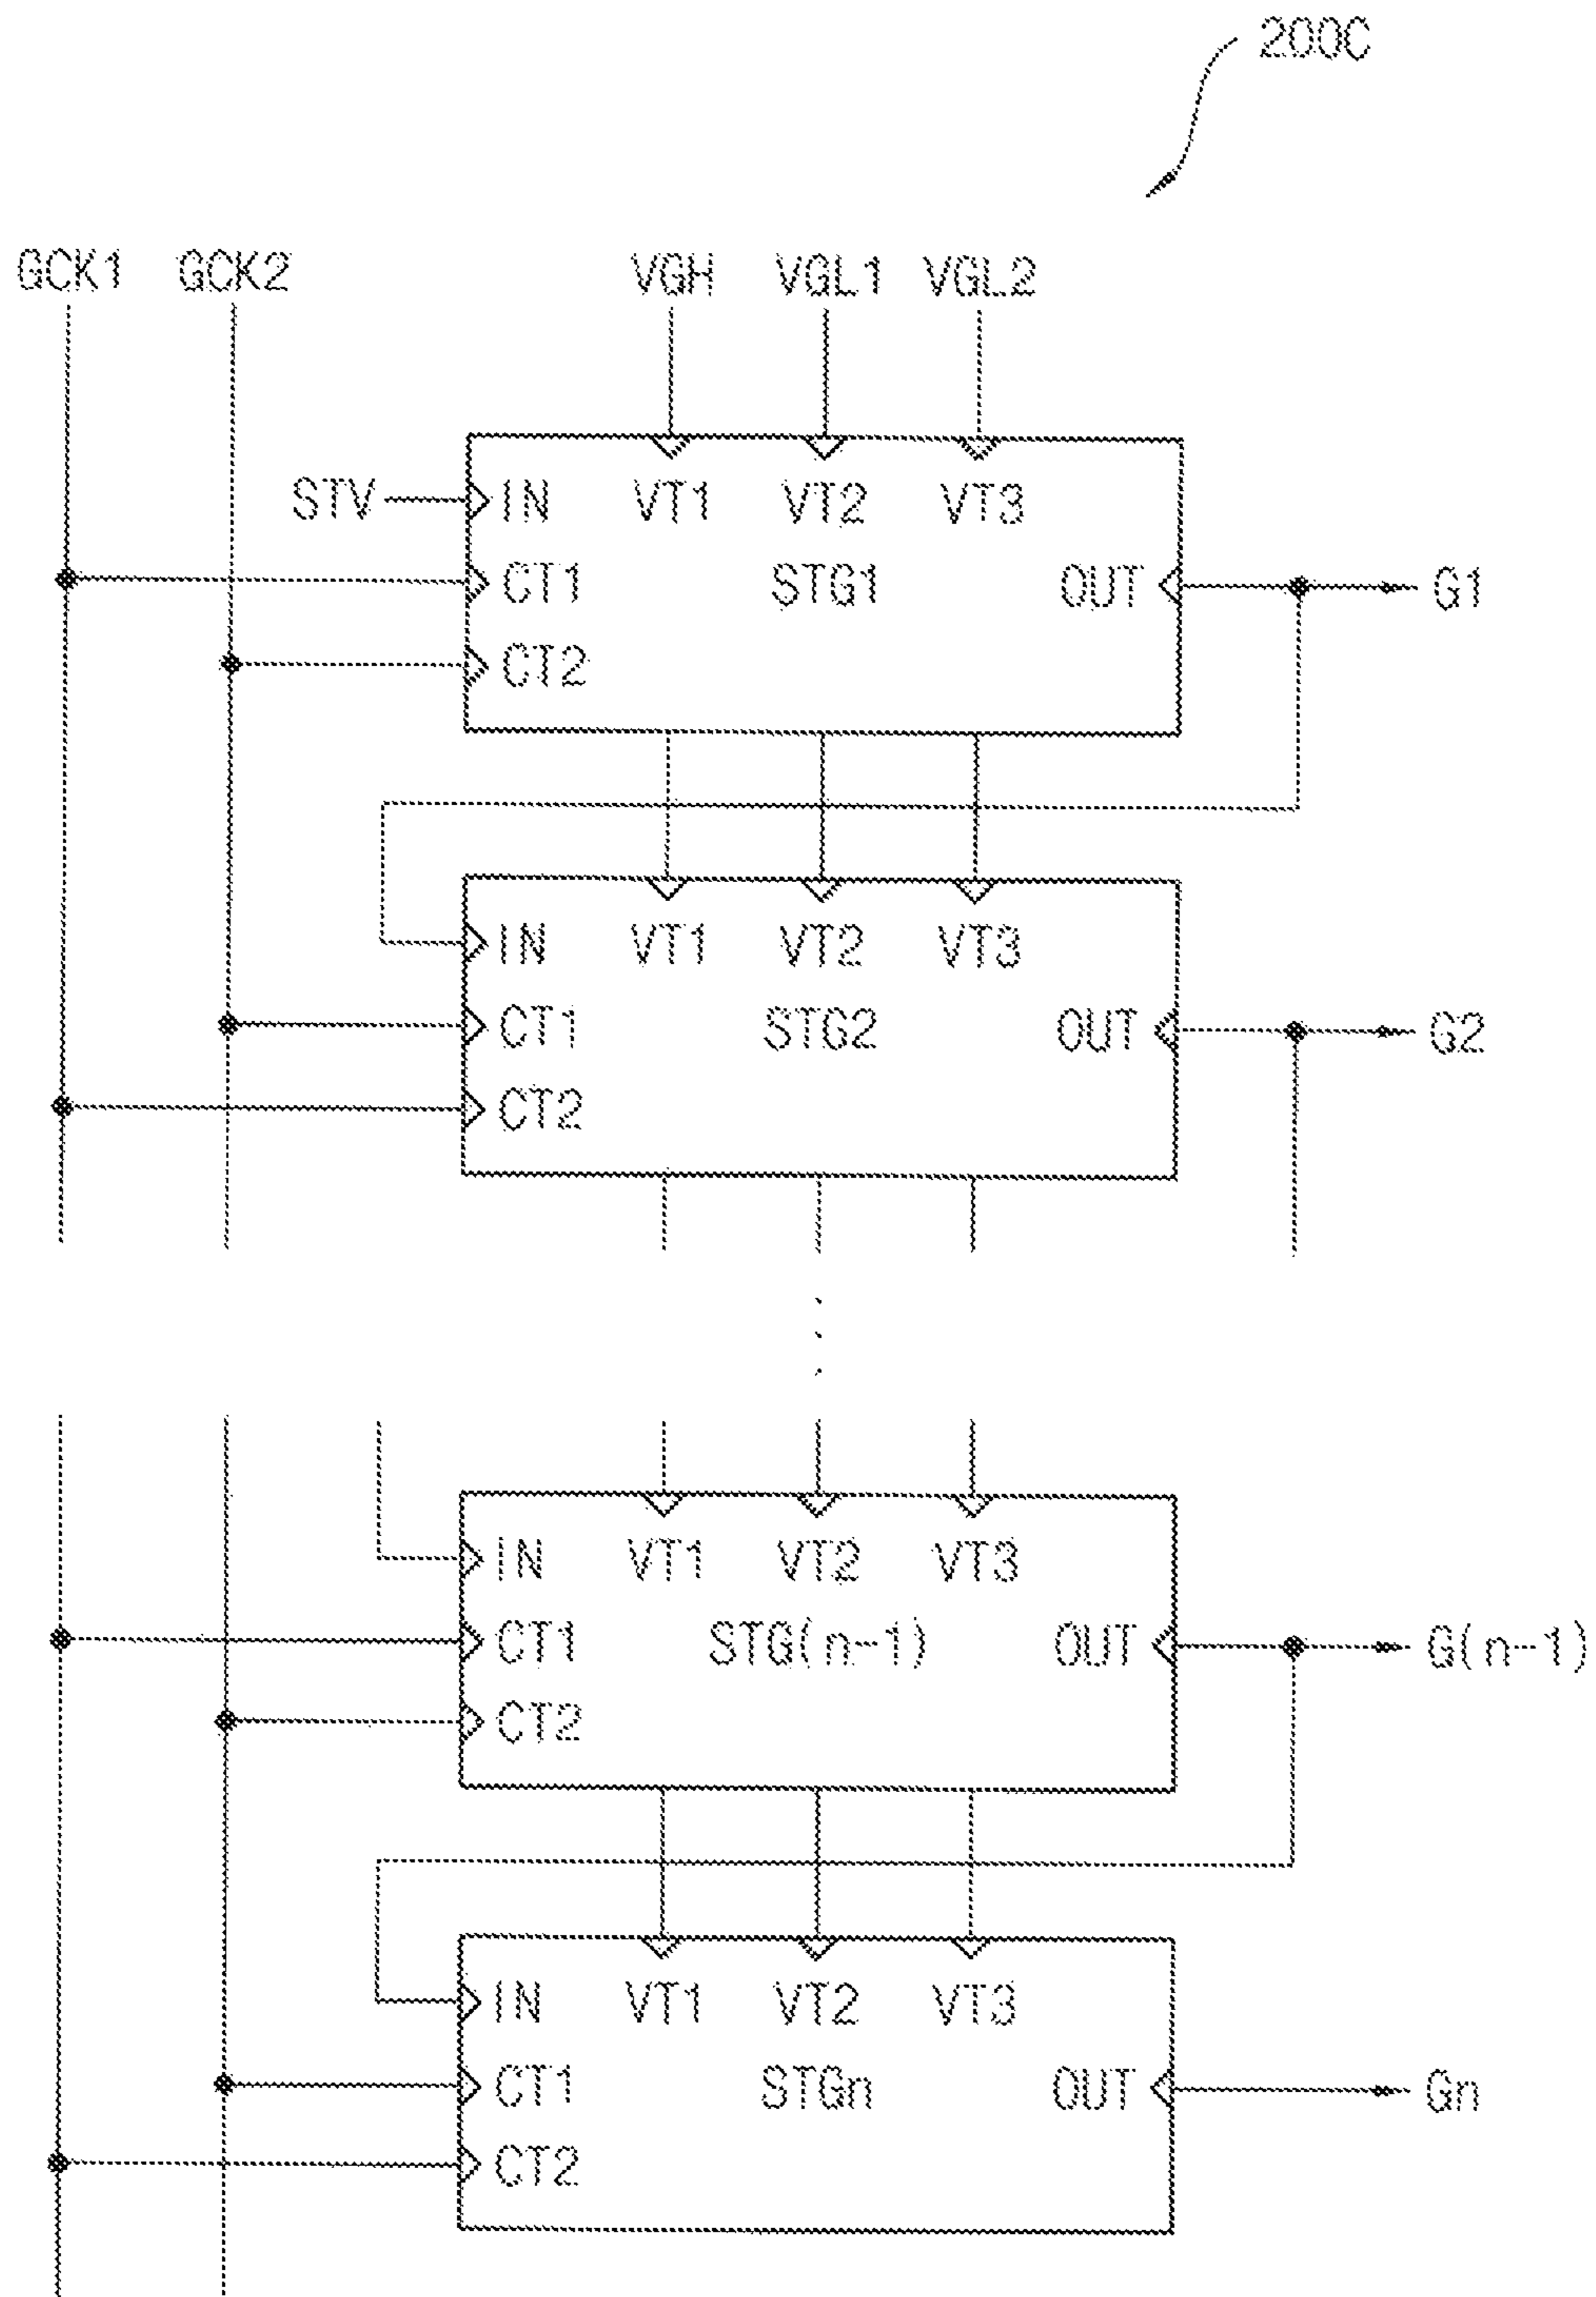 200C
GCK1 GCK2 VGH VGL1 VGL2
STV IN VT1 VT2 VT3
CT1 STG1 OUT G1
CT2
IN VT1 VT2 VT3
CT1 STG2 OUT G2
CT2
IN VT1 VT2 VT3
CT1 STG(n-1) OUT G(n-1)
CT2
IN VT1 VT2 VT3
CT1 STGn OUT Gn
CT2